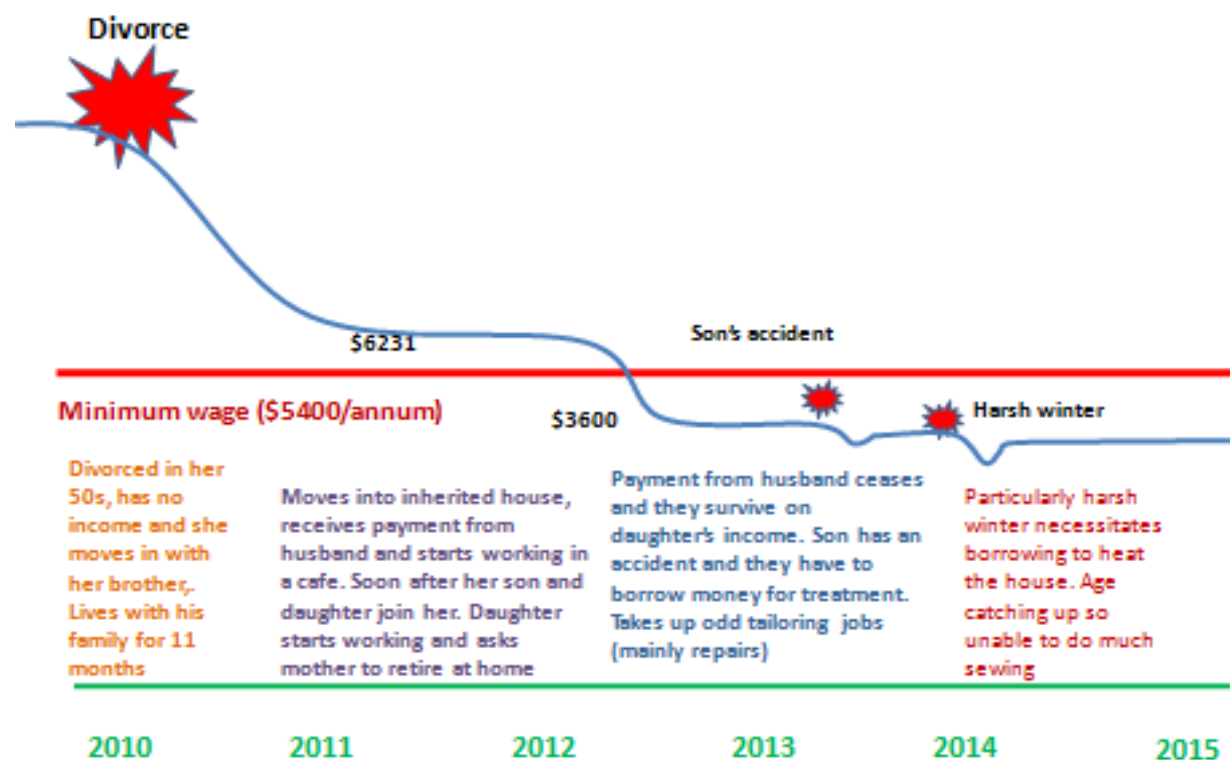 Divorce
$6231
Son's accident
Minimum wage ($5400/annum)
$3600
Harsh winter
Divorced in her
50s, has no
income and she
moves in with
her brother,.
Lives with his
family for 11
months
Moves into inherited house,
receives payment from
husband and starts working in
a cafe. Soon after her son and
daughter join her. Daughter
starts working and asks
mother to retire at home
Payment from husband ceases
and they survive on
daughter's income. Son has an
accident and they have to
borrow money for treatment.
Takes up odd tailoring jobs
(mainly repairs)
Particularly harsh
winter necessitates
borrowing to heat
the house. Age
catching up so
unable to do much
sewing
2010 2011 2012 2013 2014 2015